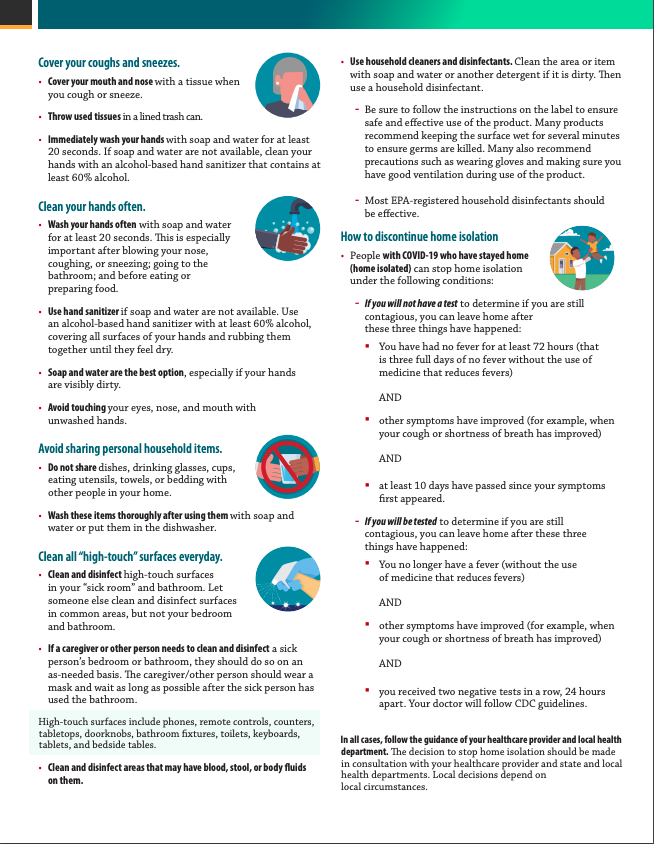 Cover your coughs and sneezes.
• Cover your mouth and nose with a tissue when
you cough or sneeze.
• Throw used tissues in a lined trash can.
• Immediately wash your hands with soap and water for at least
20 seconds. If soap and water are not available, clean your
hands with an alcohol-based hand sanitizer that contains at
least 60% alcohol.
Clean your hands often.
• Wash your hands often with soap and water
for at least 20 seconds. This is especially
important after blowing your nose,
coughing, or sneezing; going to the
bathroom; and before eating or
preparing food.
• Use hand sanitizer if soap and water are not available. Use
an alcohol-based hand sanitizer with at least 60% alcohol,
covering all surfaces of your hands and rubbing them
together until they feel dry.
• Soap and water are the best option, especially if your hands
are visibly dirty.
• Avoid touching your eyes, nose, and mouth with
unwashed hands.
Avoid sharing personal household items.
• Do not share dishes, drinking glasses, cups,
eating utensils, towels, or bedding with
other people in your home.
• Wash these items thoroughly after using them with soap and
water or put them in the dishwasher.
Clean all “high-touch” surfaces everyday.
• Clean and disinfect high-touch surfaces
in your “sick room” and bathroom. Let
someone else clean and disinfect surfaces
in common areas, but not your bedroom
and bathroom.
• If a caregiver or other person needs to clean and disinfect a sick
person’s bedroom or bathroom, they should do so on an
as-needed basis. The caregiver/other person should wear a
mask and wait as long as possible after the sick person has
used the bathroom.
High-touch surfaces include phones, remote controls, counters,
tabletops, doorknobs, bathroom fixtures, toilets, keyboards,
tablets, and bedside tables.
• Clean and disinfect areas that may have blood, stool, or body fluids
on them.
• Use household cleaners and disinfectants. Clean the area or item
with soap and water or another detergent if it is dirty. Then
use a household disinfectant.
- Be sure to follow the instructions on the label to ensure
safe and effective use of the product. Many products
recommend keeping the surface wet for several minutes
to ensure germs are killed. Many also recommend
precautions such as wearing gloves and making sure you
have good ventilation during use of the product.
- Most EPA-registered household disinfectants should
be effective.
How to discontinue home isolation
• People with COVID-19 who have stayed home
(home isolated) can stop home isolation
under the following conditions:
- If you will not have a test to determine if you are still
contagious, you can leave home after
these three things have happened:
▪ You have had no fever for at least 72 hours (that
is three full days of no fever without the use of
medicine that reduces fevers)
AND
▪ other symptoms have improved (for example, when
your cough or shortness of breath has improved)
AND
▪ at least 10 days have passed since your symptoms
first appeared.
- If you will be tested to determine if you are still
contagious, you can leave home after these three
things have happened:
▪ You no longer have a fever (without the use
of medicine that reduces fevers)
AND
▪ other symptoms have improved (for example, when
your cough or shortness of breath has improved)
AND
▪ you received two negative tests in a row, 24 hours
apart. Your doctor will follow CDC guidelines.
In all cases, follow the guidance of your healthcare provider and local health
department. The decision to stop home isolation should be made
in consultation with your healthcare provider and state and local
health departments. Local decisions depend on
local circumstances.